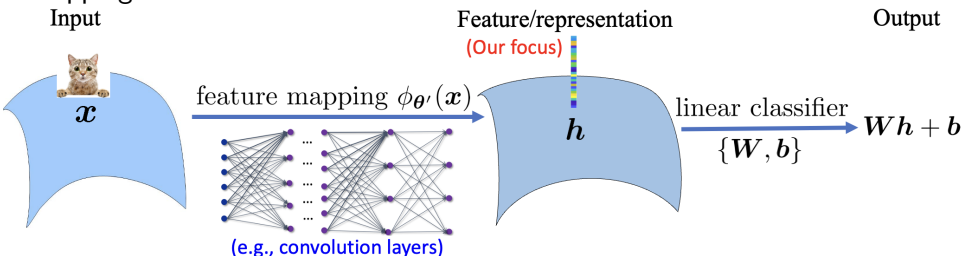 Input
Feature/representation
Output
(Our focus)
x
feature mapping ϕ_θ′(x)
h
linear classifier
{W, b}
Wh + b
...
...
...
...
(e.g., convolution layers)